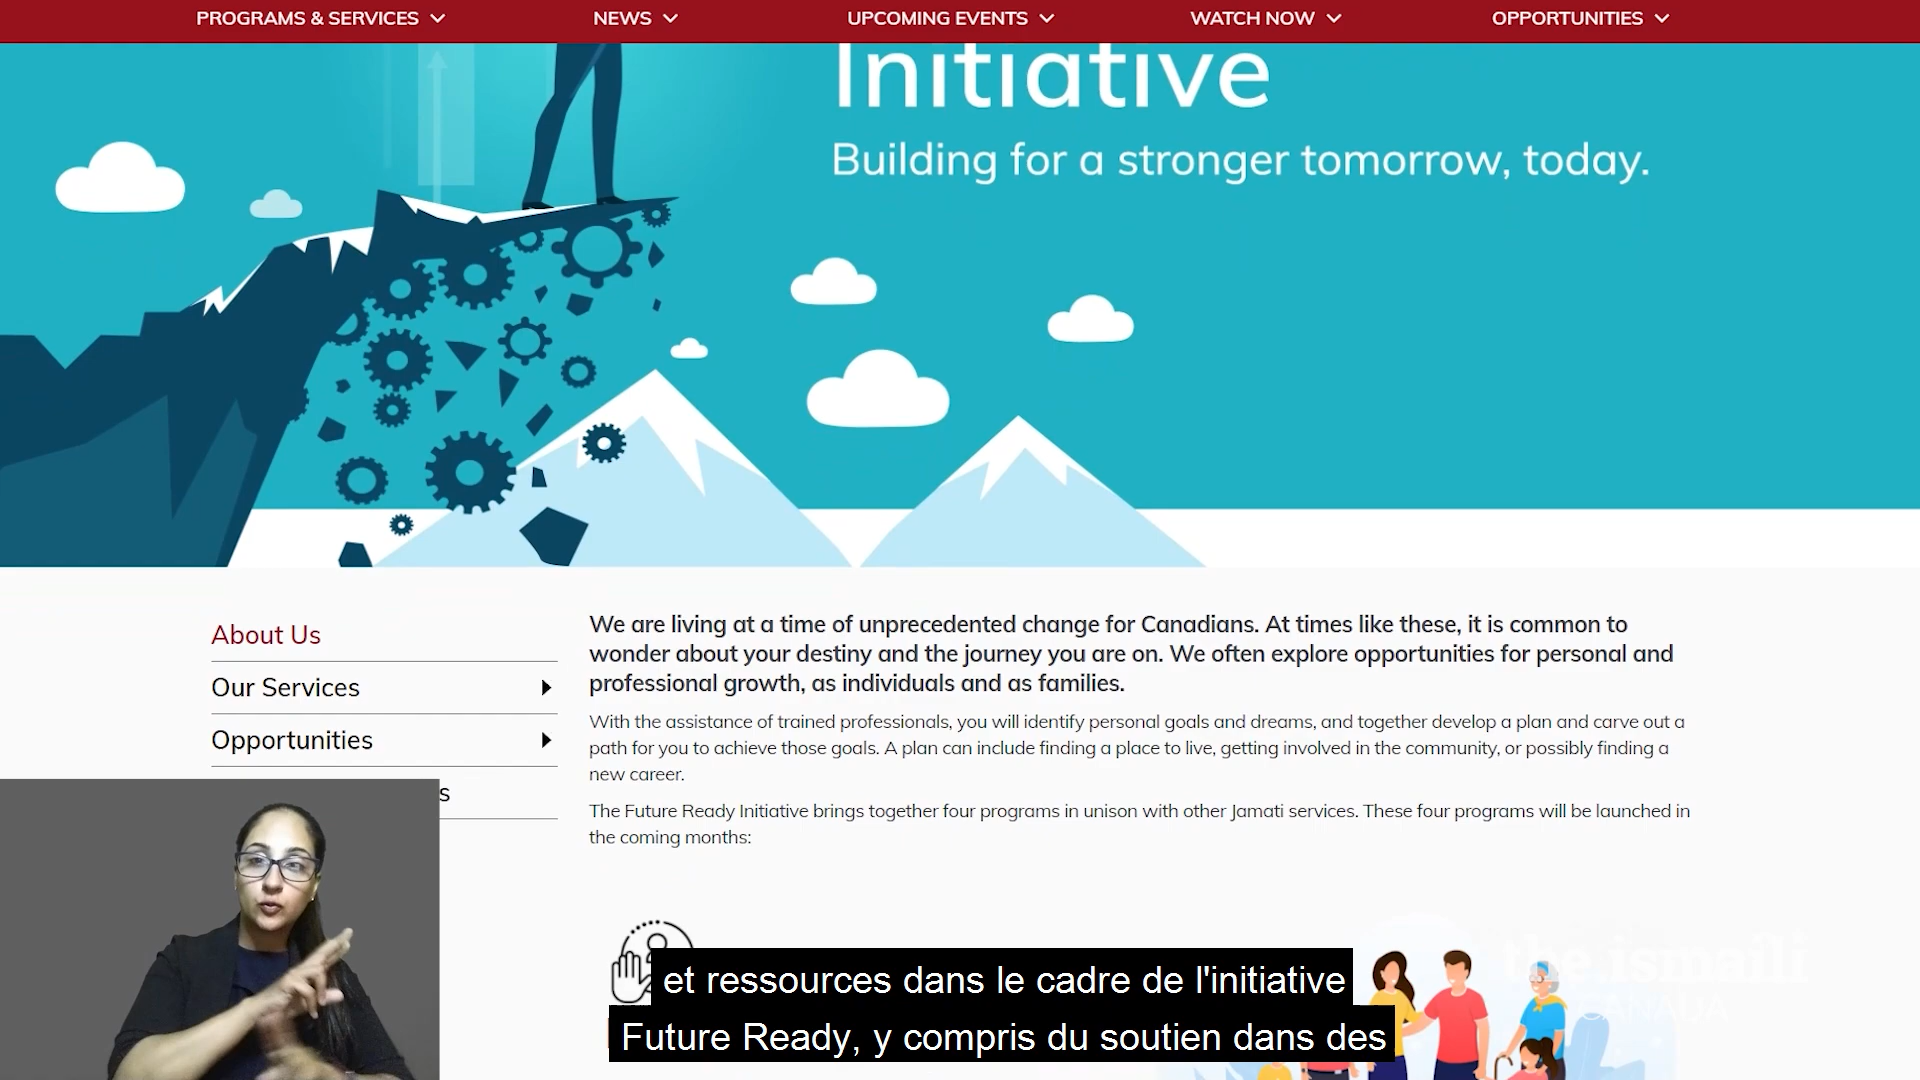 PROGRAMS & SERVICES
NEWS
UPCOMING EVENTS
WATCH NOW
OPPORTUNITIES
Initiative
Building for a stronger tomorrow, today.
About Us
Our Services
Opportunities
s
We are living at a time of unprecedented change for Canadians. At times like these, it is common to
wonder about your destiny and the journey you are on. We often explore opportunities for personal and
professional growth, as individuals and as families.
With the assistance of trained professionals, you will identify personal goals and dreams, and together develop a plan and carve out a
path for you to achieve those goals. A plan can include finding a place to live, getting involved in the community, or possibly finding a
new career.
The Future Ready Initiative brings together four programs in unison with other Jamati services. These four programs will be launched in
the coming months:
the.ismaili
CANADA
et ressources dans le cadre de l'initiative
Future Ready, y compris du soutien dans des